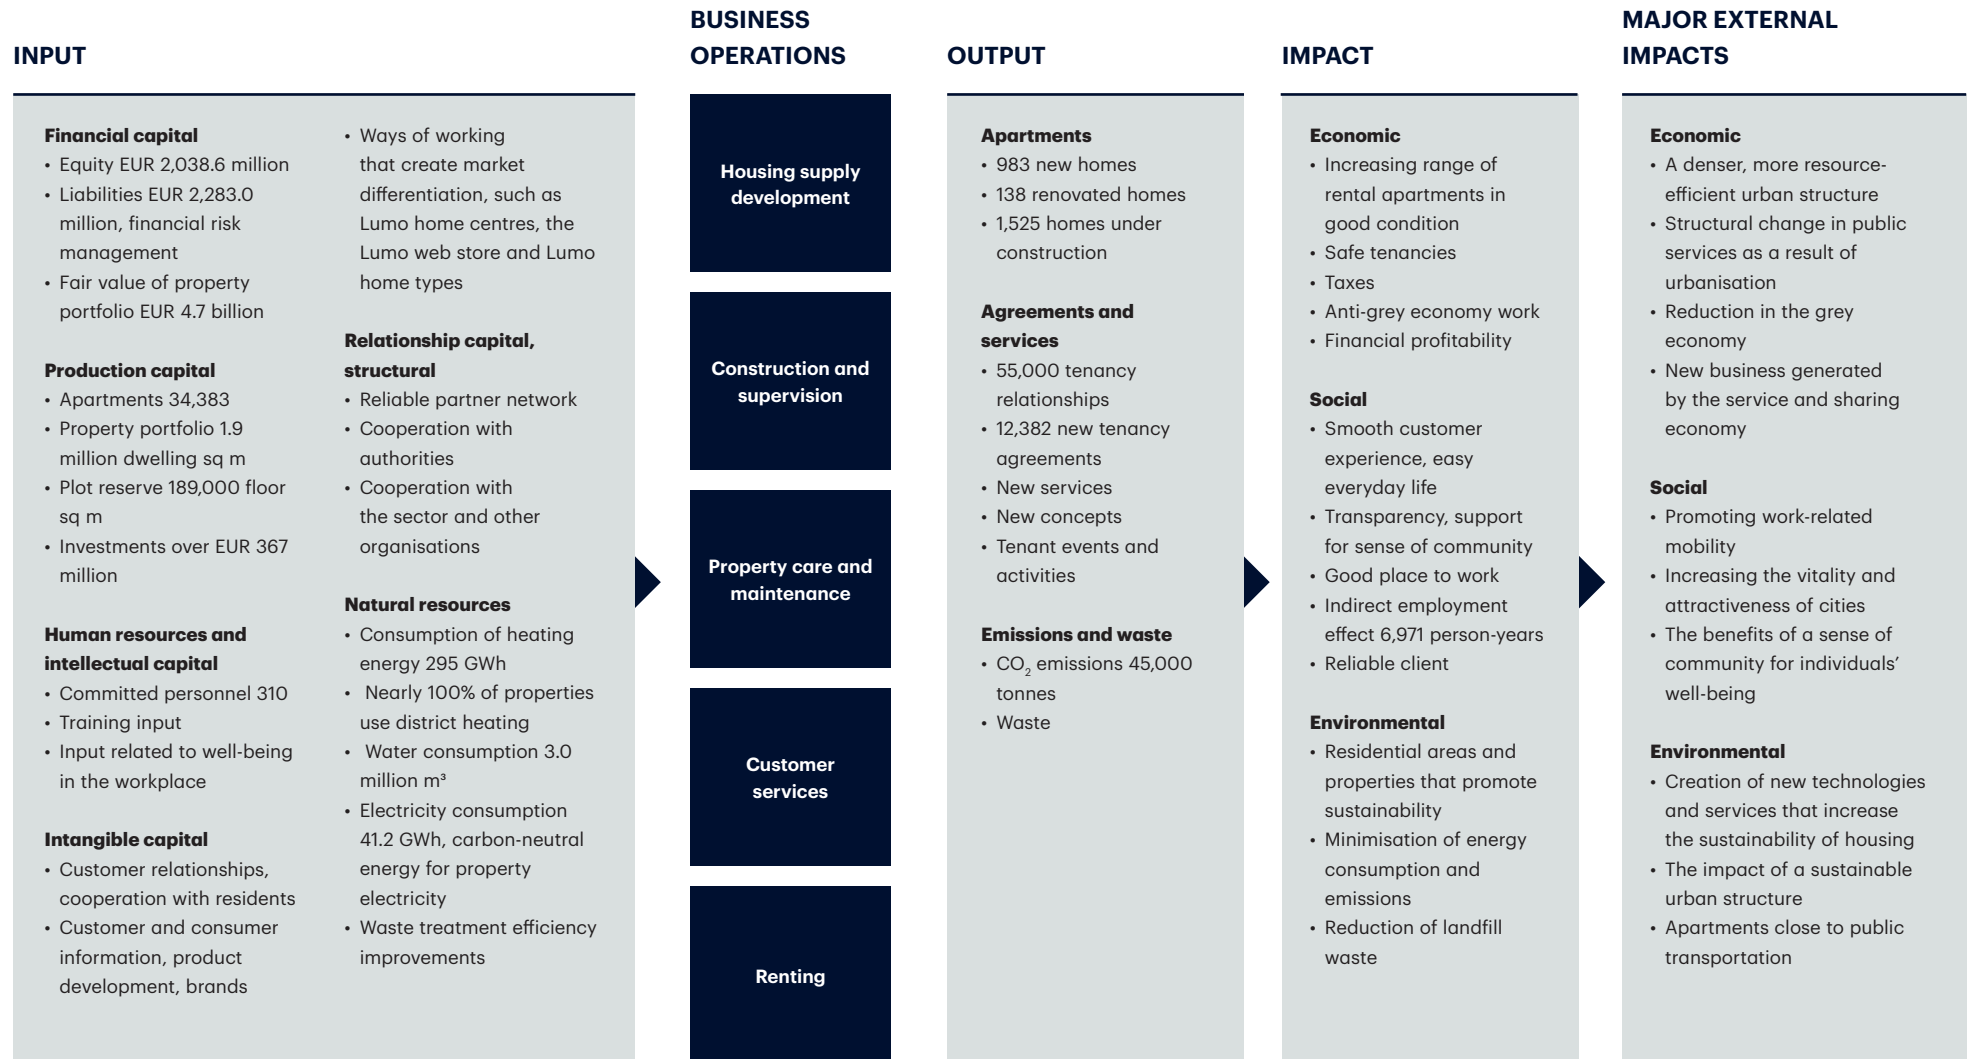 INPUT
Financial capital
• Equity EUR 2,038.6 million
• Liabilities EUR 2,283.0
million, financial risk
management
• Fair value of property
portfolio EUR 4.7 billion
Production capital
• Apartments 34,383
• Property portfolio 1.9
million dwelling sq m
• Plot reserve 189,000 floor
sq m
• Investments over EUR 367
million
Human resources and
intellectual capital
• Committed personnel 310
• Training input
• Input related to well-being
in the workplace
Intangible capital
• Customer relationships,
cooperation with residents
• Customer and consumer
information, product
development, brands
• Ways of working
that create market
differentiation, such as
Lumo home centres, the
Lumo web store and Lumo
home types
Relationship capital,
structural
• Reliable partner network
• Cooperation with
authorities
• Cooperation with
the sector and other
organisations
Natural resources
• Consumption of heating
energy 295 GWh
• Nearly 100% of properties
use district heating
• Water consumption 3.0
million m³
• Electricity consumption
41.2 GWh, carbon-neutral
energy for property
electricity
• Waste treatment efficiency
improvements
BUSINESS
OPERATIONS
Housing supply
development
Construction and
supervision
Property care and
maintenance
Customer
services
Renting
OUTPUT
Apartments
• 983 new homes
• 138 renovated homes
• 1,525 homes under
construction
Agreements and
services
• 55,000 tenancy
relationships
• 12,382 new tenancy
agreements
• New services
• New concepts
• Tenant events and
activities
Emissions and waste
• CO₂ emissions 45,000
tonnes
• Waste
IMPACT
Economic
• Increasing range of
rental apartments in
good condition
• Safe tenancies
• Taxes
• Anti-grey economy work
• Financial profitability
Social
• Smooth customer
experience, easy
everyday life
• Transparency, support
for sense of community
• Good place to work
• Indirect employment
effect 6,971 person-years
• Reliable client
Environmental
• Residential areas and
properties that promote
sustainability
• Minimisation of energy
consumption and
emissions
• Reduction of landfill
waste
MAJOR EXTERNAL
IMPACTS
Economic
• A denser, more resource-
efficient urban structure
• Structural change in public
services as a result of
urbanisation
• Reduction in the grey
economy
• New business generated
by the service and sharing
economy
Social
• Promoting work-related
mobility
• Increasing the vitality and
attractiveness of cities
• The benefits of a sense of
community for individuals’
well-being
Environmental
• Creation of new technologies
and services that increase
the sustainability of housing
• The impact of a sustainable
urban structure
• Apartments close to public
transportation